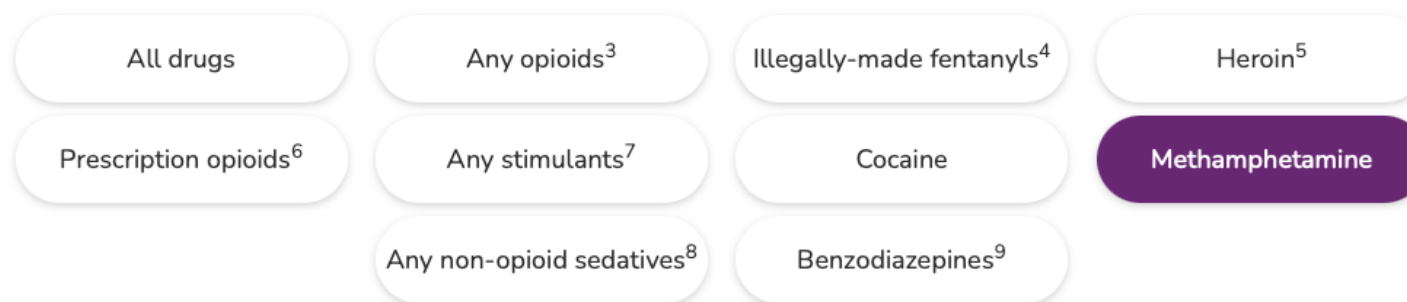 All drugs Any opioids³ Illegally-made fentanyls⁴ Heroin⁵
Prescription opioids⁶ Any stimulants⁷ Cocaine Methamphetamine
Any non-opioid sedatives⁸ Benzodiazepines⁹